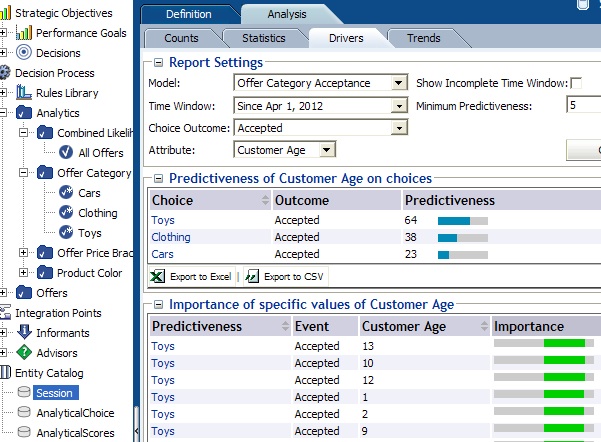 Strategic Objectives
Performance Goals
Decisions
Decision Process
Rules Library
Analytics
Combined Likelih
All Offers
Offer Category
Cars
Clothing
Toys
Offer Price Brac
Product Color
Offers
Integration Points
Informants
Advisors
Entity Catalog
Session
AnalyticalChoice
AnalyticalScores
Definition Analysis
Counts Statistics Drivers Trends
Report Settings
Model: Offer Category Acceptance Show Incomplete Time Window:
Time Window: Since Apr 1, 2012 Minimum Predictiveness: 5
Choice Outcome: Accepted
Attribute: Customer Age
Predictiveness of Customer Age on choices
Choice Outcome Predictiveness
Toys Accepted 64
Clothing Accepted 38
Cars Accepted 23
Export to Excel | Export to CSV
Importance of specific values of Customer Age
Predictiveness Event Customer Age Importance
Toys Accepted 13
Toys Accepted 10
Toys Accepted 12
Toys Accepted 1
Toys Accepted 2
Toys Accepted 9